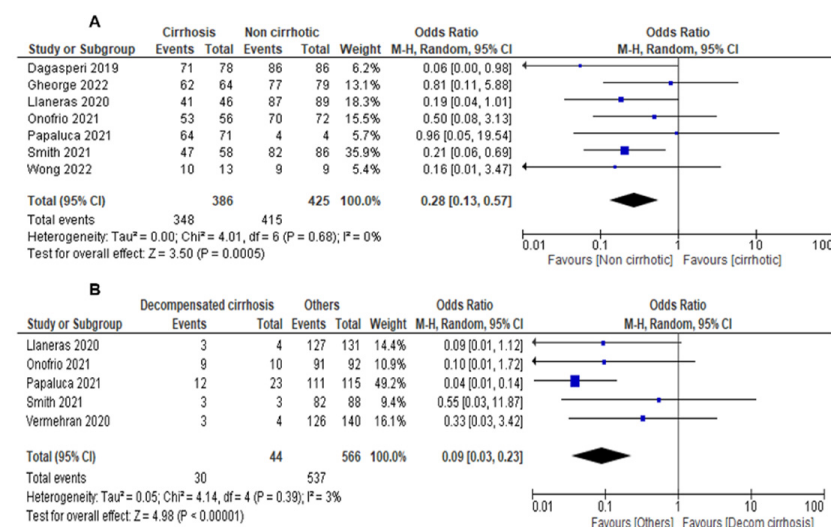 A
Cirrhosis Non cirrhotic Odds Ratio Odds Ratio
Study or Subgroup Events Total Events Total Weight M-H, Random, 95% CI M-H, Random, 95% CI
Dagasperi 2019 71 78 86 86 6.2% 0.06 [0.00, 0.98]
Gheorge 2022 62 64 77 79 13.1% 0.81 [0.11, 5.88]
Llaneras 2020 41 46 87 89 18.3% 0.19 [0.04, 1.01]
Onofrio 2021 53 56 70 72 15.5% 0.50 [0.08, 3.13]
Papaluca 2021 64 71 4 4 5.7% 0.96 [0.05, 19.54]
Smith 2021 47 58 82 86 35.9% 0.21 [0.06, 0.69]
Wong 2022 10 13 9 9 5.4% 0.16 [0.01, 3.47]
Total (95% CI) 386 425 100.0% 0.28 [0.13, 0.57]
Total events 348 415
Heterogeneity: Tau² = 0.00; Chi² = 4.01, df = 6 (P = 0.68); I² = 0%
Test for overall effect: Z = 3.50 (P = 0.0005)
0.01 0.1 1 10 100
Favours [Non cirrhotic] Favours [cirrhotic]
B
Decompensated cirrhosis Others Odds Ratio Odds Ratio
Study or Subgroup Events Total Events Total Weight M-H, Random, 95% CI M-H, Random, 95% CI
Llaneras 2020 3 4 127 131 14.4% 0.09 [0.01, 1.12]
Onofrio 2021 9 10 91 92 10.9% 0.10 [0.01, 1.72]
Papaluca 2021 12 23 111 115 49.2% 0.04 [0.01, 0.14]
Smith 2021 3 3 82 88 9.4% 0.55 [0.03, 11.87]
Vermehran 2020 3 4 126 140 16.1% 0.33 [0.03, 3.42]
Total (95% CI) 44 566 100.0% 0.09 [0.03, 0.23]
Total events 30 537
Heterogeneity: Tau² = 0.05; Chi² = 4.14, df = 4 (P = 0.39); I² = 3%
Test for overall effect: Z = 4.98 (P < 0.00001)
0.01 0.1 1 10 100
Favours [Others] Favours [Decom cirrhosis]